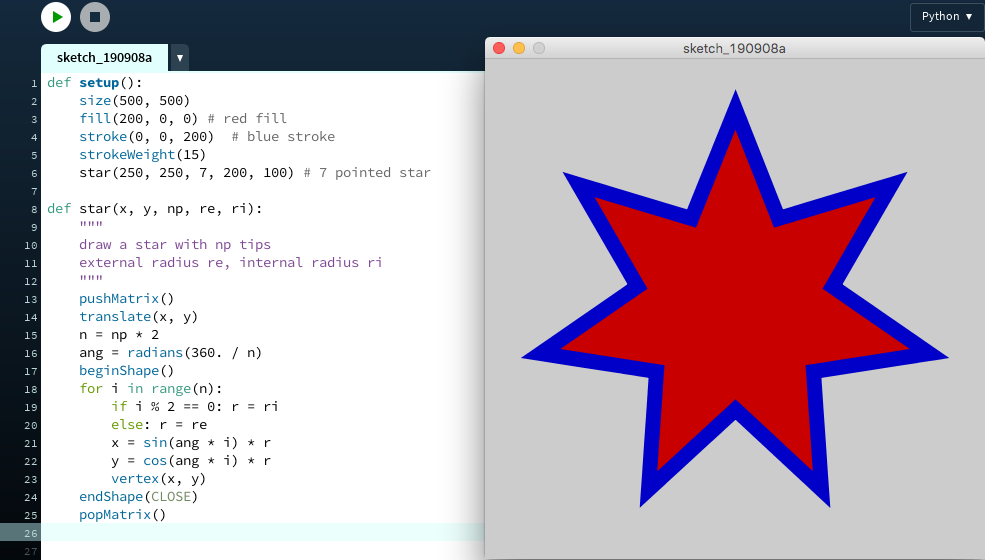 Python ▼
sketch_190908a ▼
sketch_190908a
1 def setup():
2     size(500, 500)
3     fill(200, 0, 0) # red fill
4     stroke(0, 0, 200)  # blue stroke
5     strokeWeight(15)
6     star(250, 250, 7, 200, 100) # 7 pointed star
7
8 def star(x, y, np, re, ri):
9     """
10     draw a star with np tips
11     external radius re, internal radius ri
12     """
13     pushMatrix()
14     translate(x, y)
15     n = np * 2
16     ang = radians(360. / n)
17     beginShape()
18     for i in range(n):
19         if i % 2 == 0: r = ri
20         else: r = re
21         x = sin(ang * i) * r
22         y = cos(ang * i) * r
23         vertex(x, y)
24     endShape(CLOSE)
25     popMatrix()
26
27